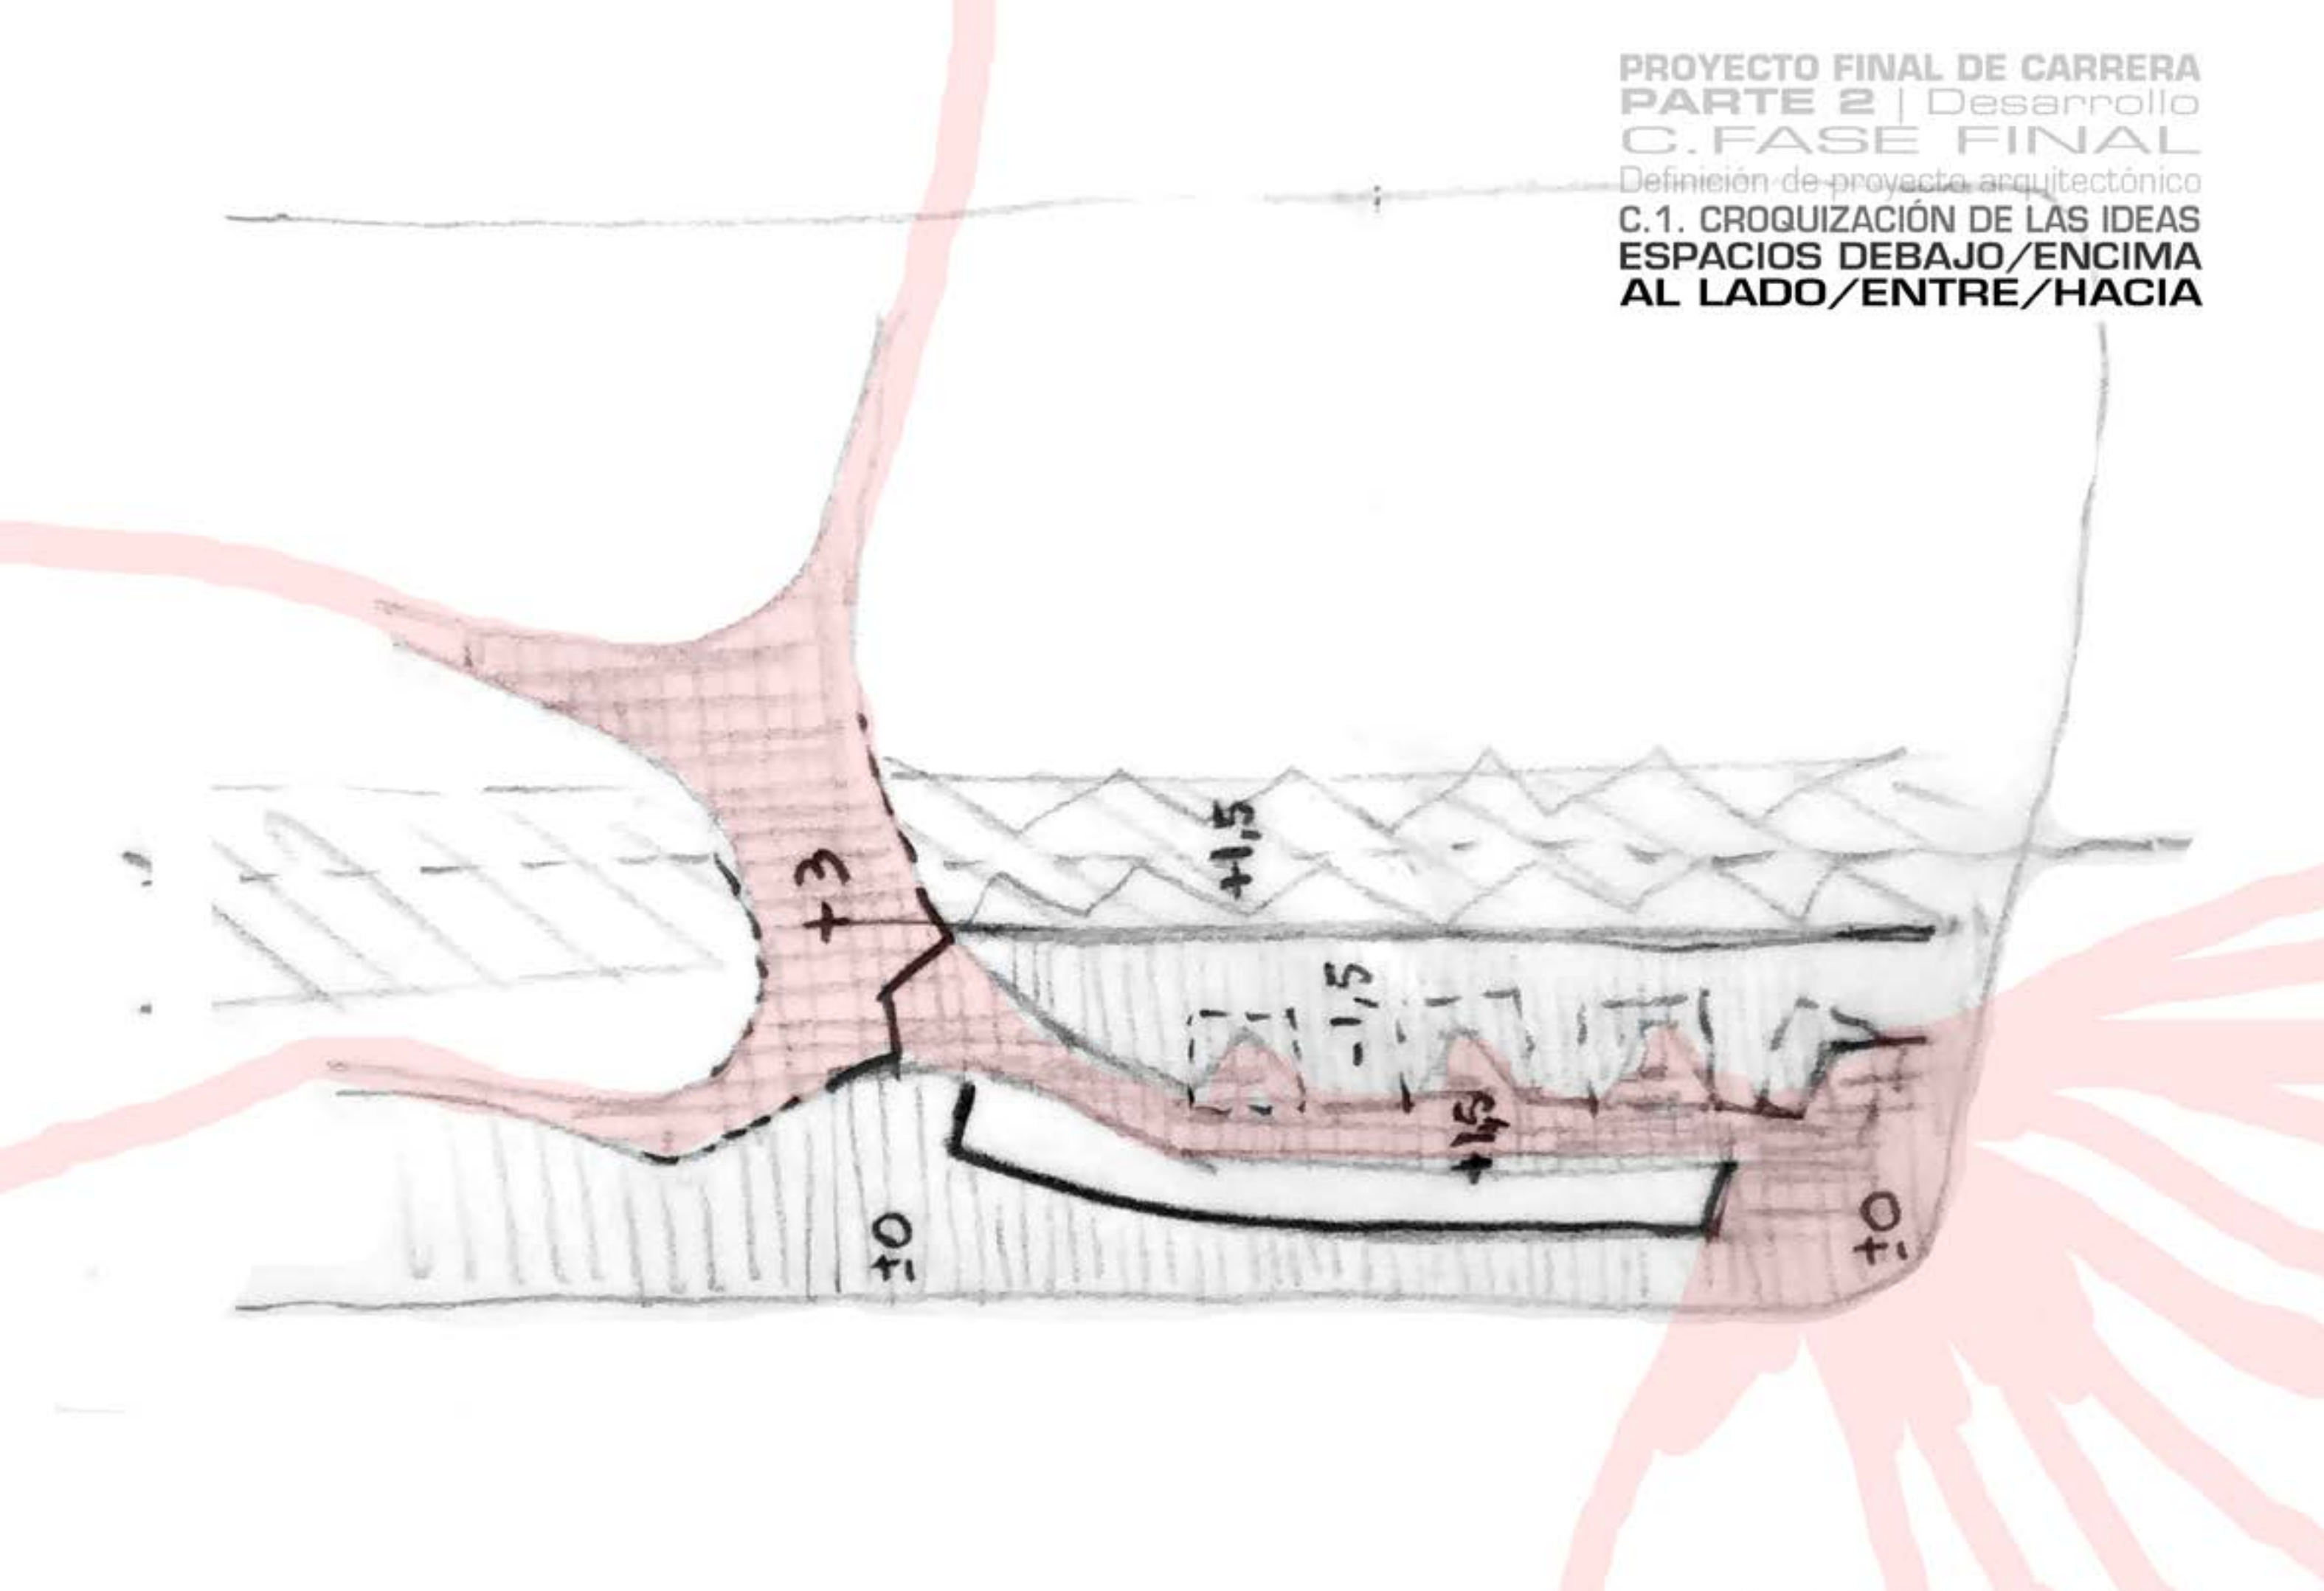 PROYECTO FINAL DE CARRERA
PARTE 2 | Desarrollo
C.FASE FINAL
Definición de proyecto arquitectónico
C.1. CROQUIZACIÓN DE LAS IDEAS
ESPACIOS DEBAJO/ENCIMA
AL LADO/ENTRE/HACIA
+1,5
+3
-1,5
+1,5
±0
±0